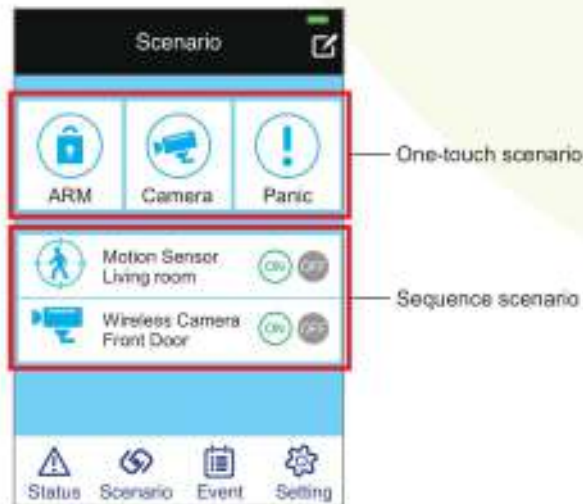 Scenario
ARM Camera Panic
One-touch scenario
Motion Sensor
Living room
ON OFF
Wireless Camera
Front Door
ON OFF
Sequence scenario
Status Scenario Event Setting